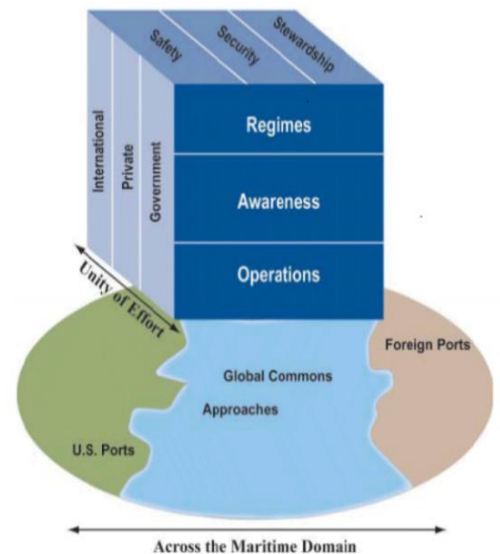 Safety
Security
Stewardship
International
Private
Government
Regimes
Awareness
Operations
Unity of Effort
Foreign Ports
Global Commons
Approaches
U.S. Ports
Across the Maritime Domain